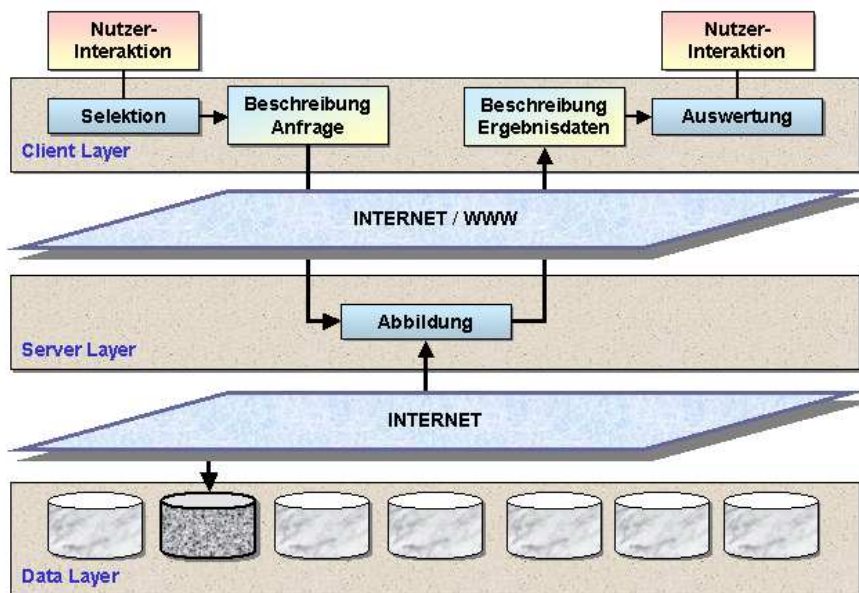 Nutzer-
Interaktion
Nutzer-
Interaktion
Selektion
Beschreibung
Anfrage
Beschreibung
Ergebnisdaten
Auswertung
Client Layer
INTERNET / WWW
Abbildung
Server Layer
INTERNET
Data Layer